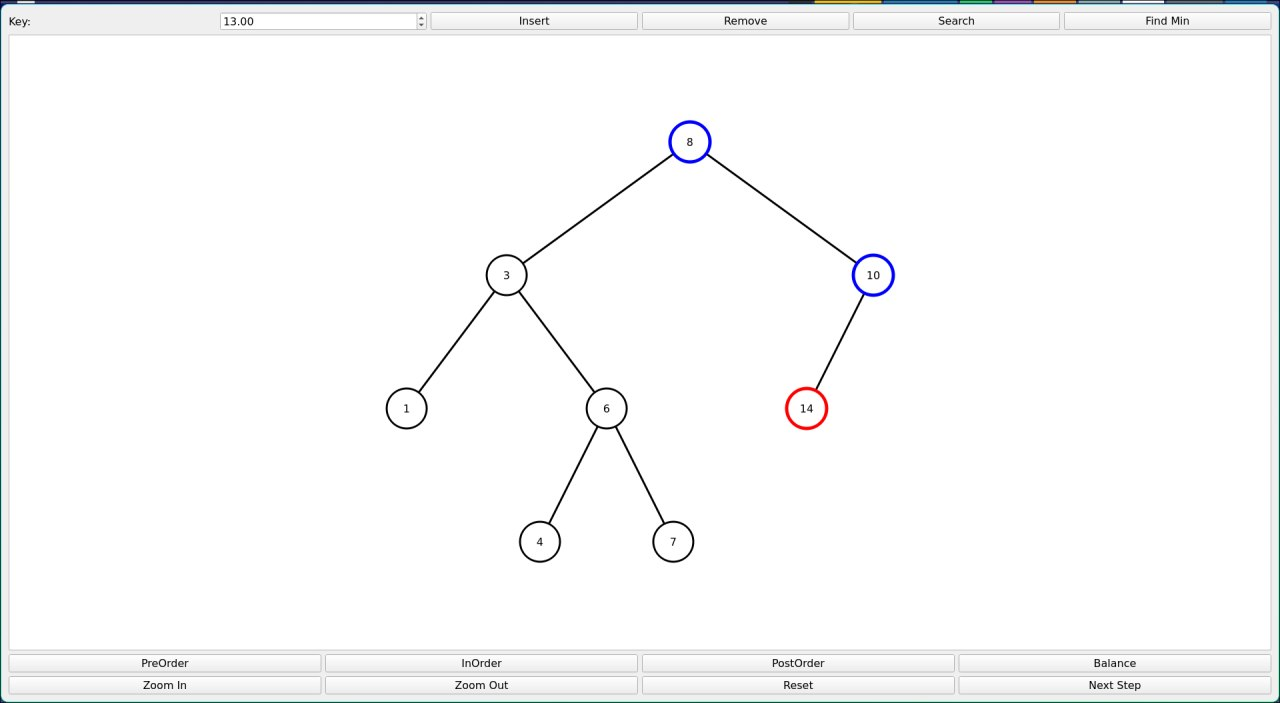 Key: 13.00 Insert Remove Search Find Min
8
3 10
1 6 14
4 7
PreOrder InOrder PostOrder Balance
Zoom In Zoom Out Reset Next Step